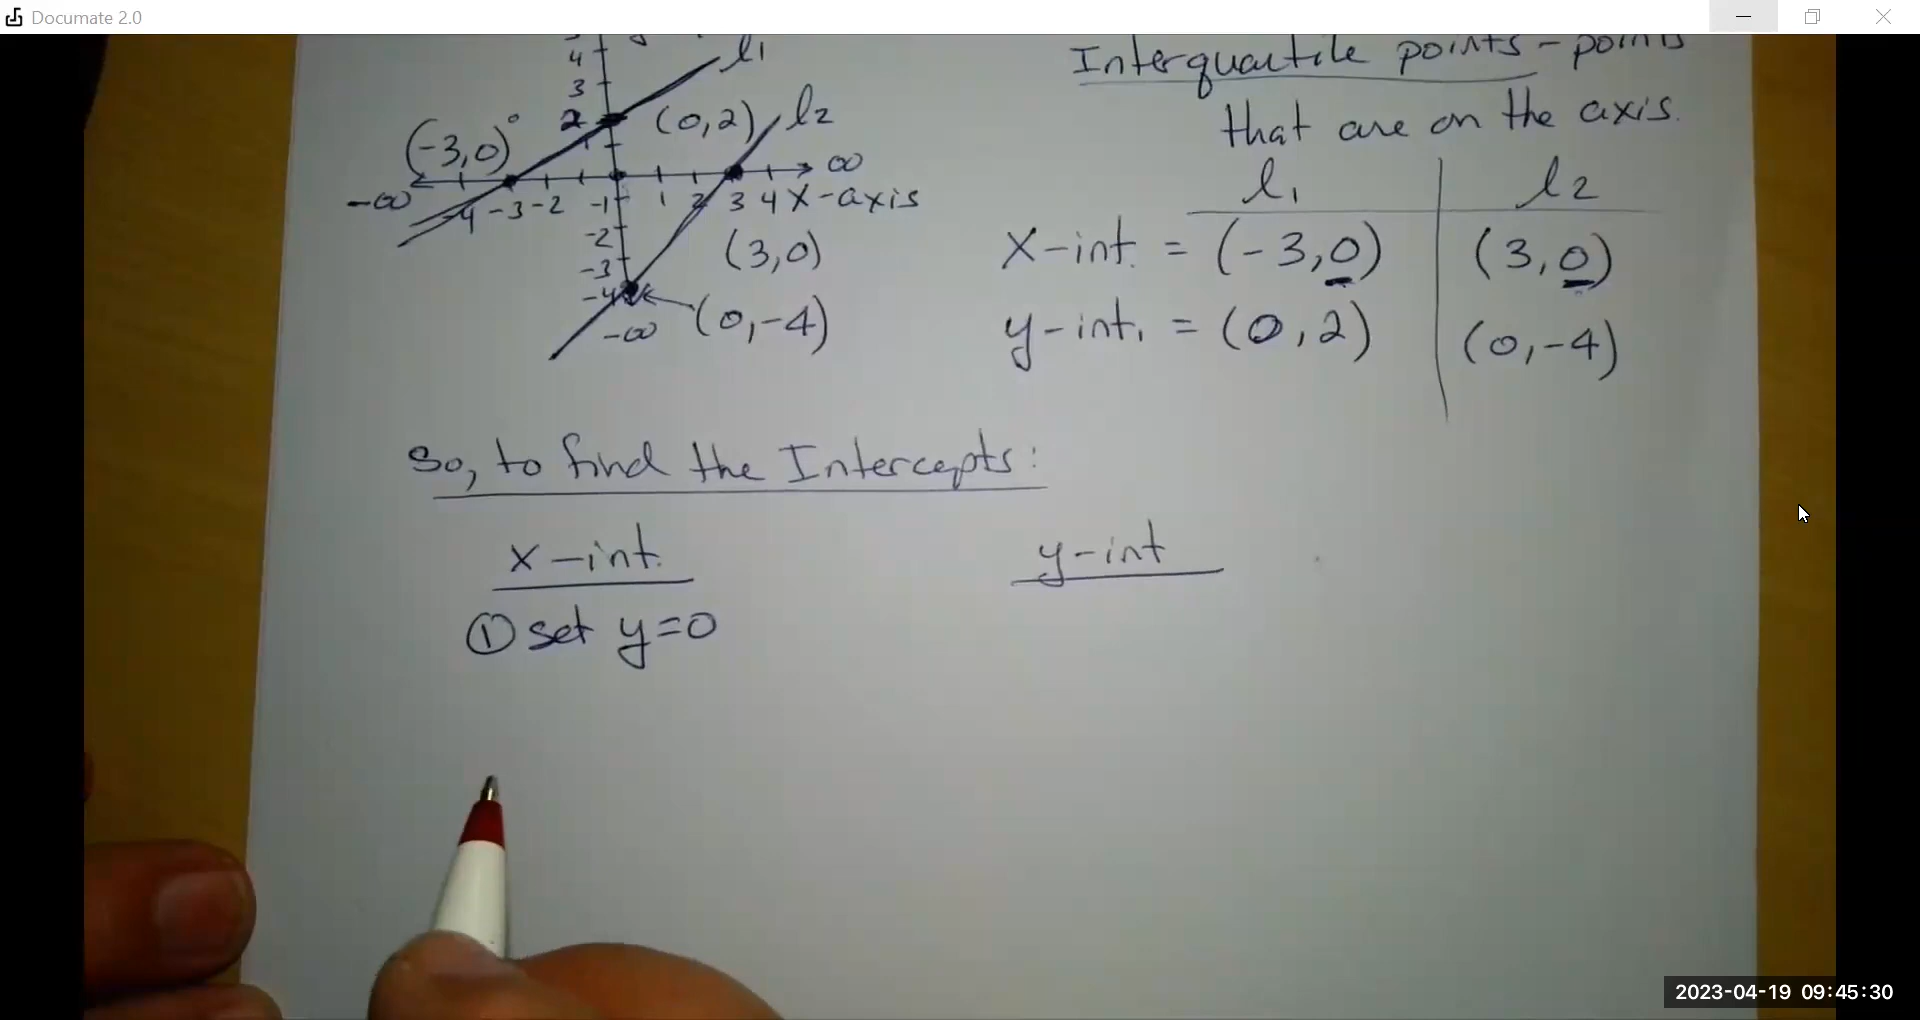 Documate 2.0
4
3
2
l1
(0,2)
l2
(-3,0)
∞
-∞
-4 -3 -2 -1 1 2 3 4 X-axis
-2
-3
-4
(3,0)
(0,-4)
-∞
Interquartile points - points
that are on the axis.
l1 l2
X-int. = (-3,0) (3,0)
y-int. = (0,2) (0,-4)
So, to find the Intercepts:
x-int. y-int
① set y=0
2023-04-19 09:45:30